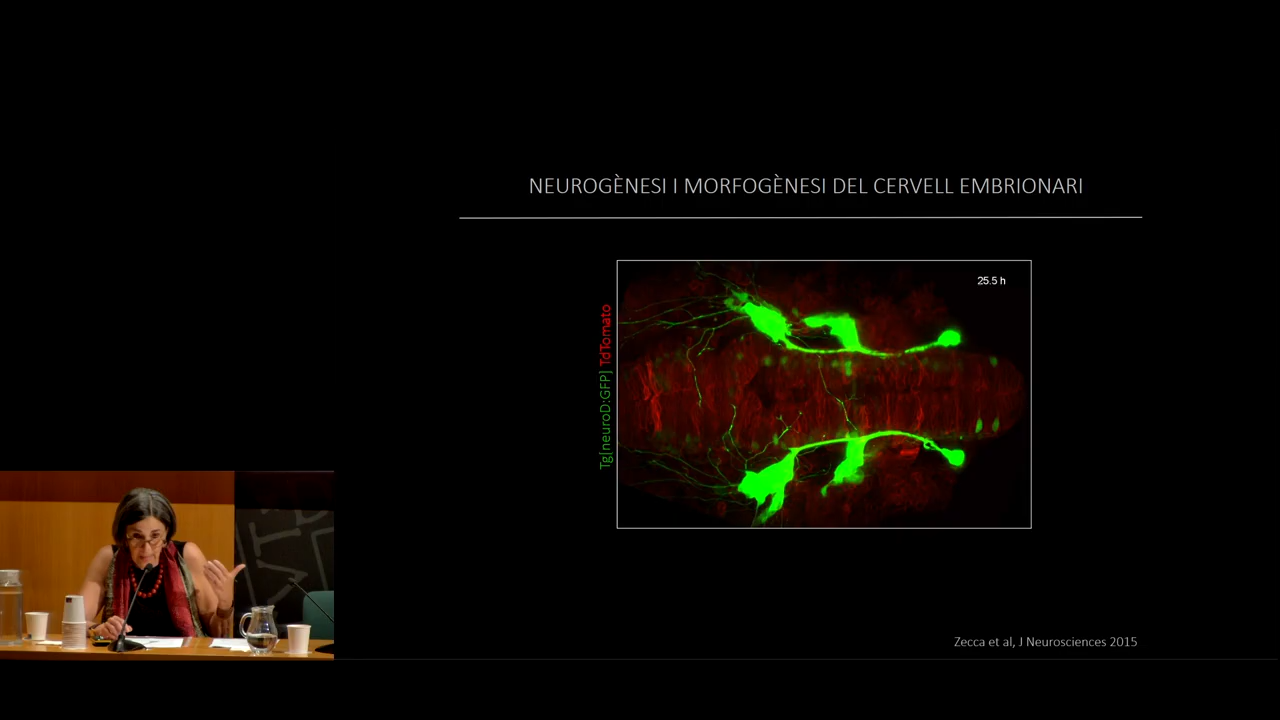 NEUROGÈNESI I MORFOGÈNESI DEL CERVELL EMBRIONARI
25.5 h
Tg[neuroD:GFP] TdTomato
Zecca et al, J Neurosciences 2015